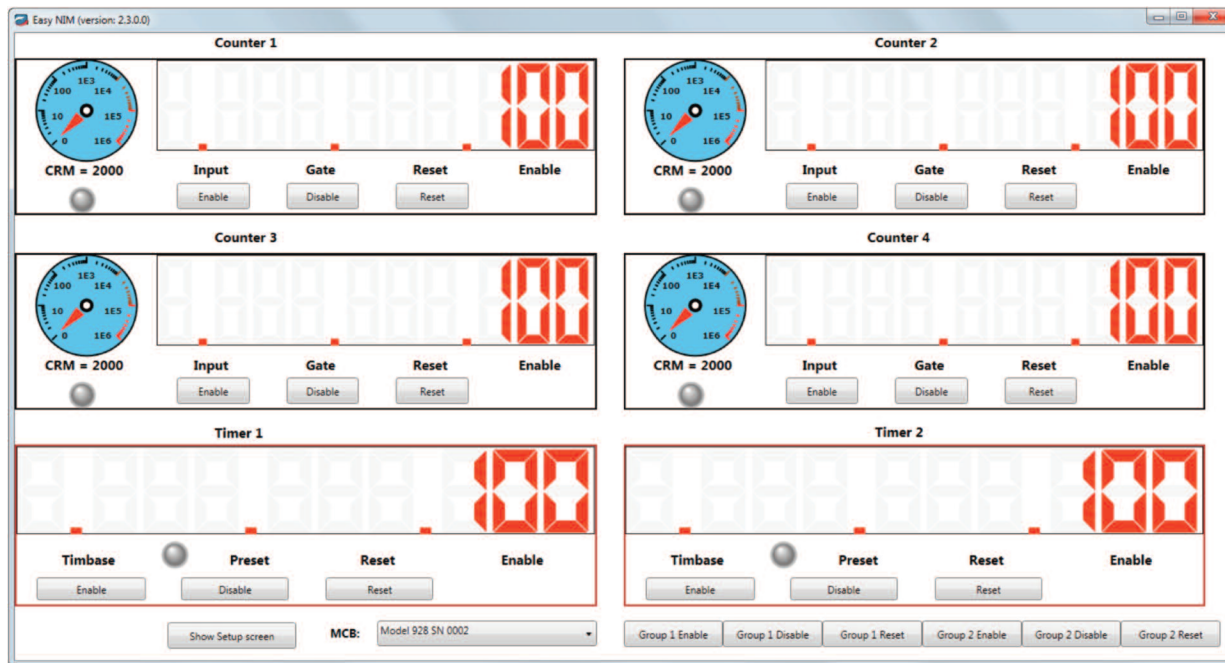 Easy NIM (version: 2.3.0.0)
Counter 1
Counter 2
0 10 100 1E3 1E4 1E5 1E6
100
0 10 100 1E3 1E4 1E5 1E6
100
CRM = 2000 Input Gate Reset Enable
CRM = 2000 Input Gate Reset Enable
Enable Disable Reset
Enable Disable Reset
Counter 3
Counter 4
0 10 100 1E3 1E4 1E5 1E6
100
0 10 100 1E3 1E4 1E5 1E6
100
CRM = 2000 Input Gate Reset Enable
CRM = 2000 Input Gate Reset Enable
Enable Disable Reset
Enable Disable Reset
Timer 1
Timer 2
100
100
Timbase Preset Reset Enable
Timbase Preset Reset Enable
Enable Disable Reset
Enable Disable Reset
Show Setup screen MCB: Model 928 SN 0002 Group 1 Enable Group 1 Disable Group 1 Reset Group 2 Enable Group 2 Disable Group 2 Reset